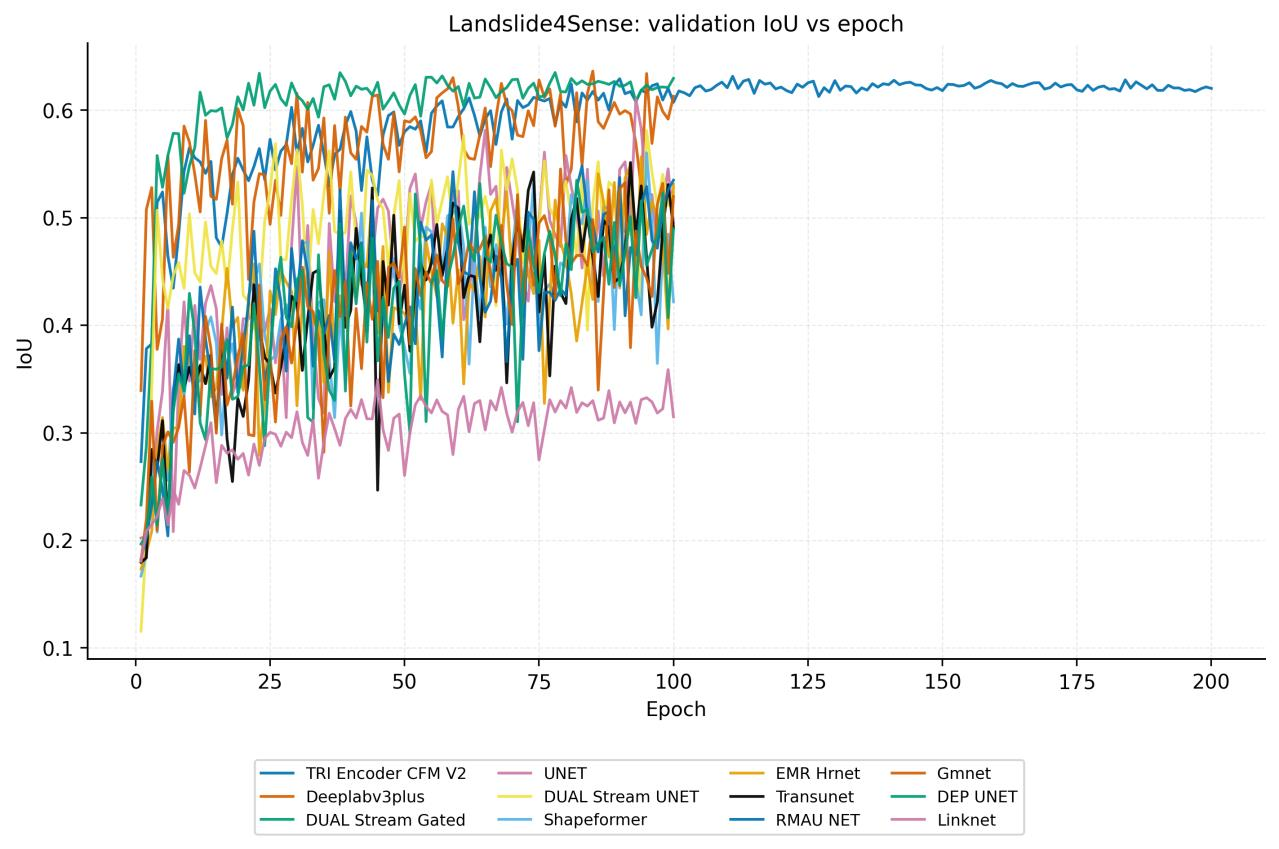 Landslide4Sense: validation IoU vs epoch
0.6
0.5
0.4
0.3
0.2
0.1
IoU
0 25 50 75 100 125 150 175 200
Epoch
TRI Encoder CFM V2 UNET EMR Hrnet Gmnet
Deeplabv3plus DUAL Stream UNET Transunet DEP UNET
DUAL Stream Gated Shapeformer RMAU NET Linknet